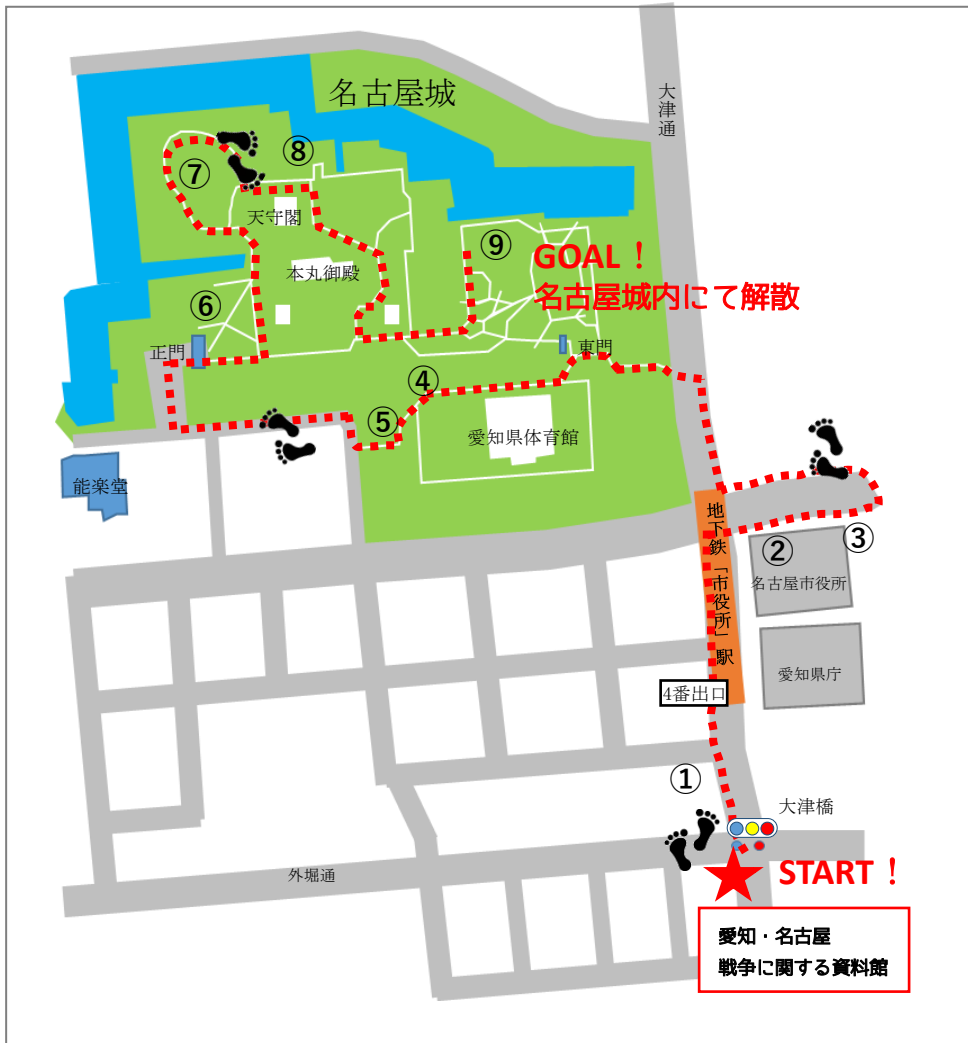 名古屋城
大津通
⑦
⑧
天守閣
⑨
GOAL！
名古屋城内にて解散
本丸御殿
⑥
正門
東門
④
⑤
愛知県体育館
能楽堂
地下鉄「市役所」駅
②
③
名古屋市役所
愛知県庁
4番出口
①
大津橋
外堀通
START！
愛知・名古屋
戦争に関する資料館